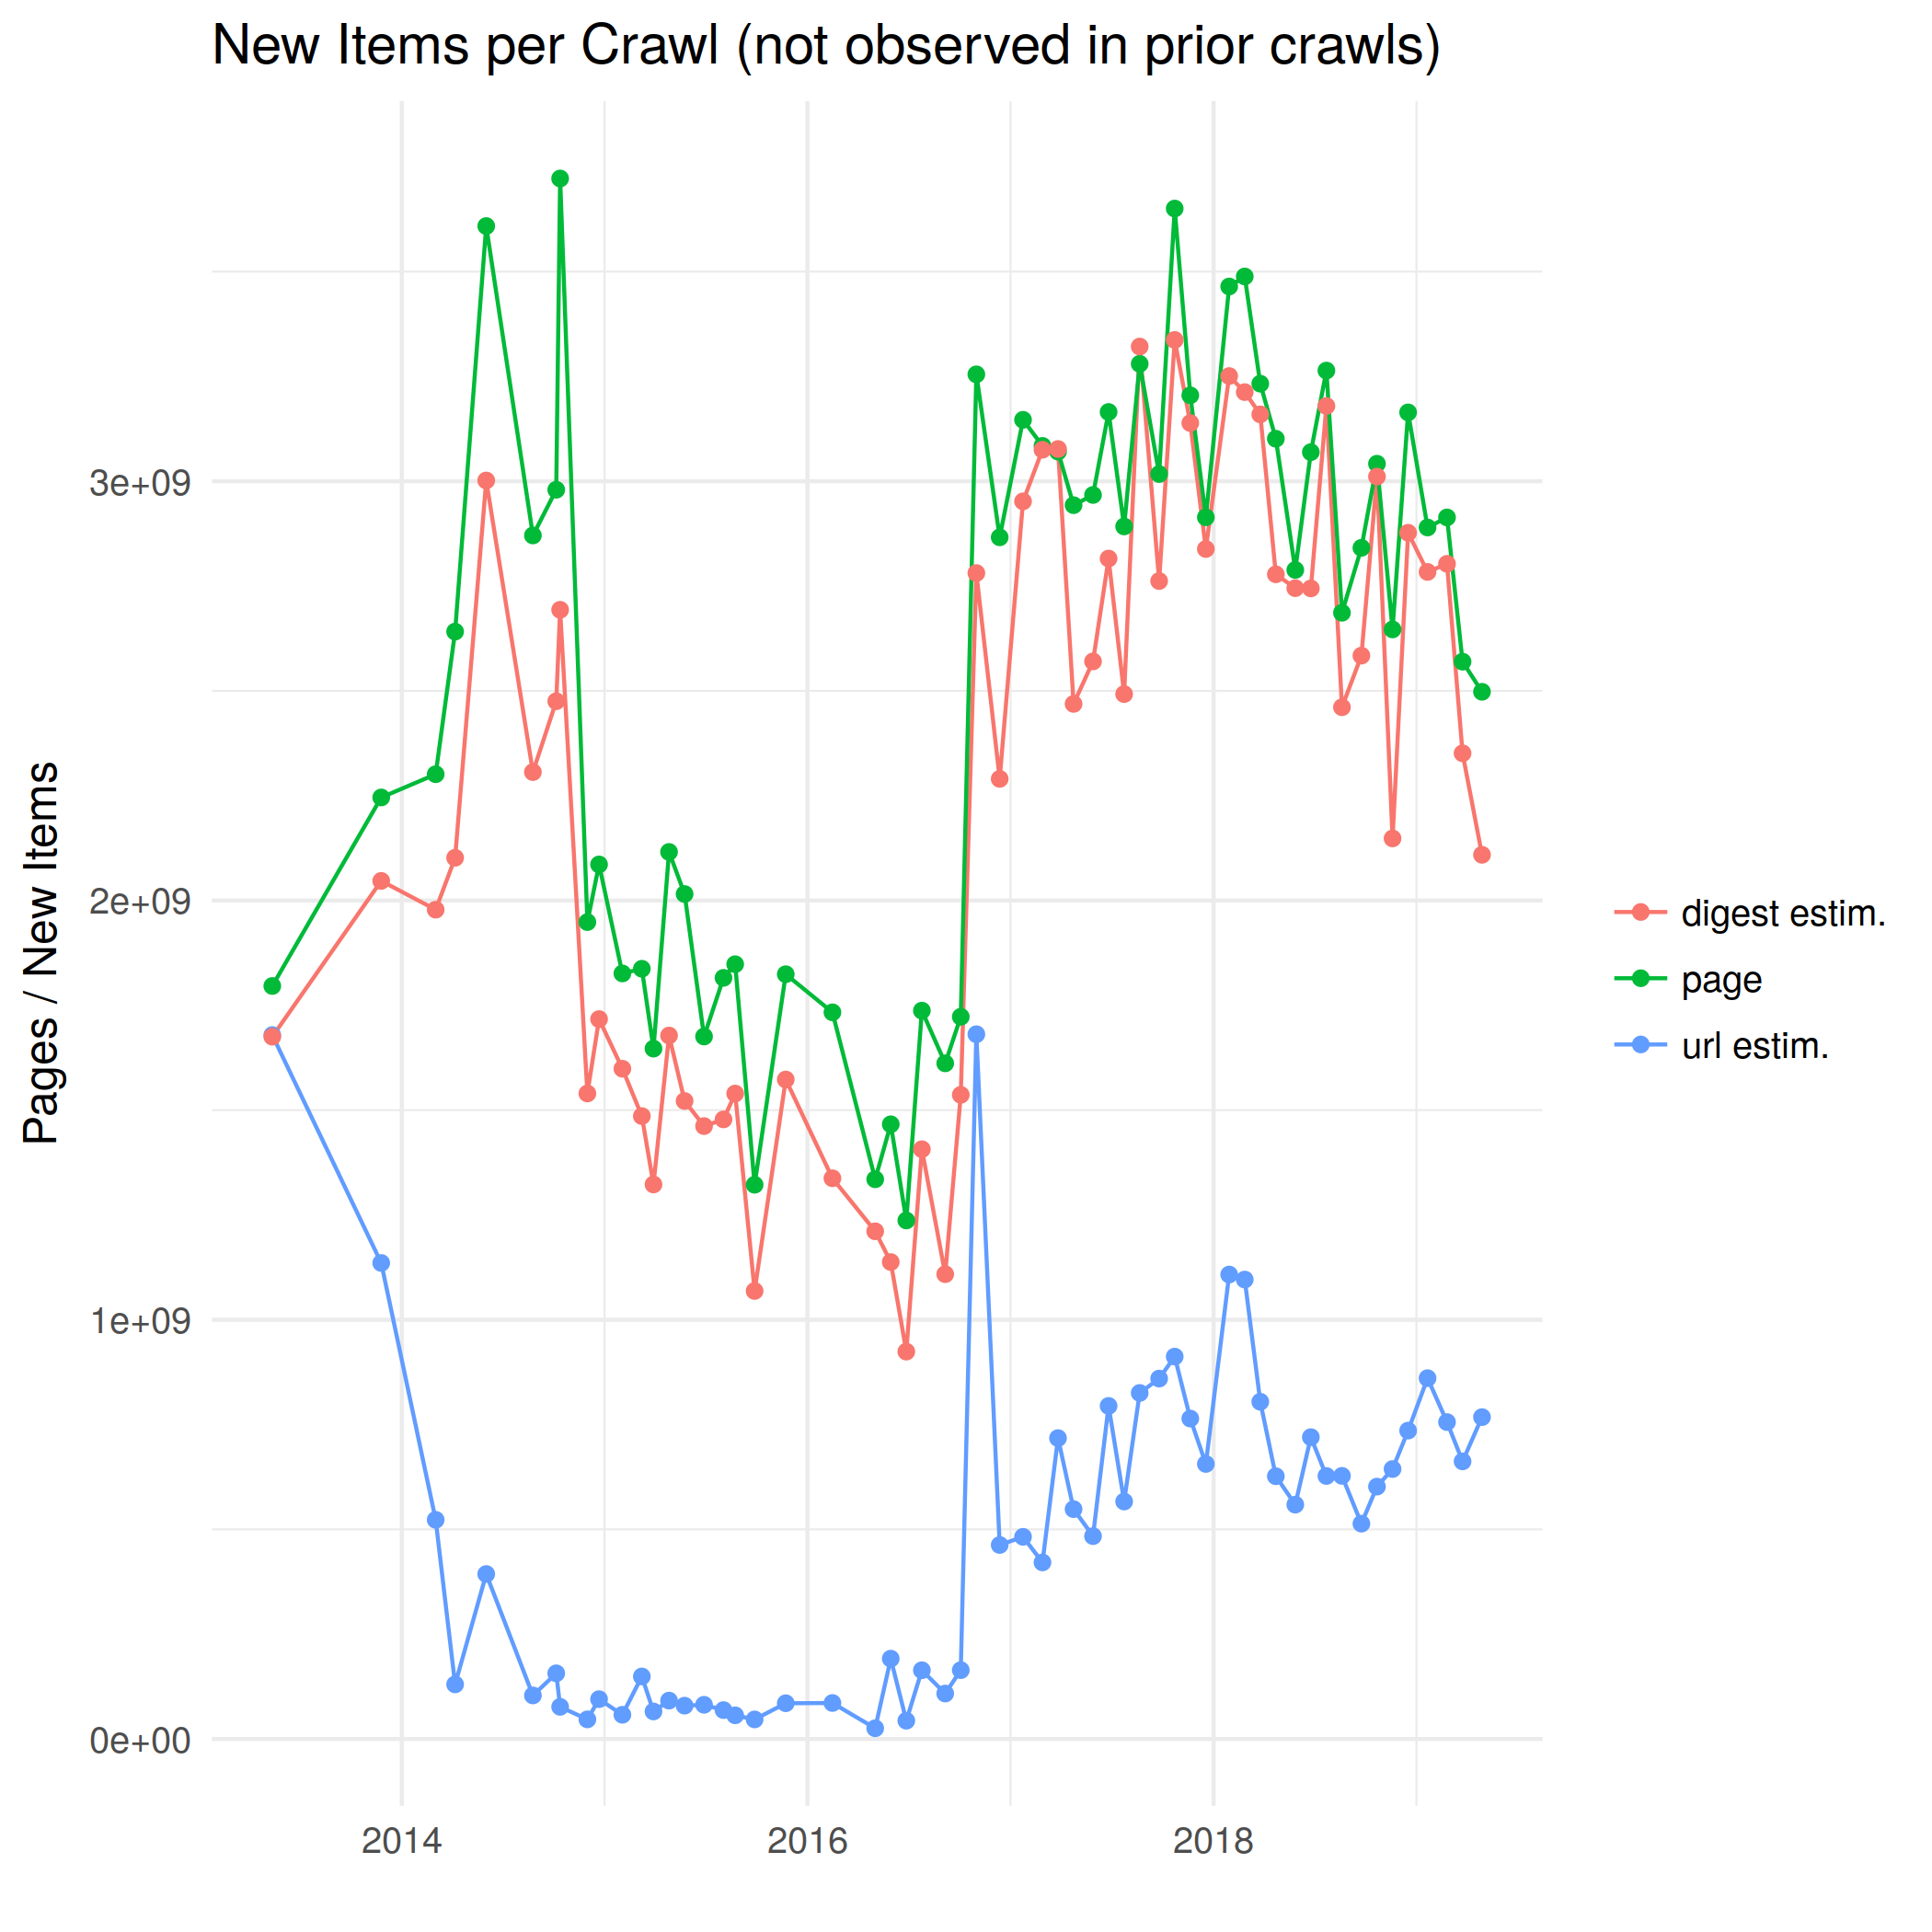 New Items per Crawl (not observed in prior crawls)
Pages / New Items
3e+09
2e+09
1e+09
0e+00
2014 2016 2018
digest estim.
page
url estim.